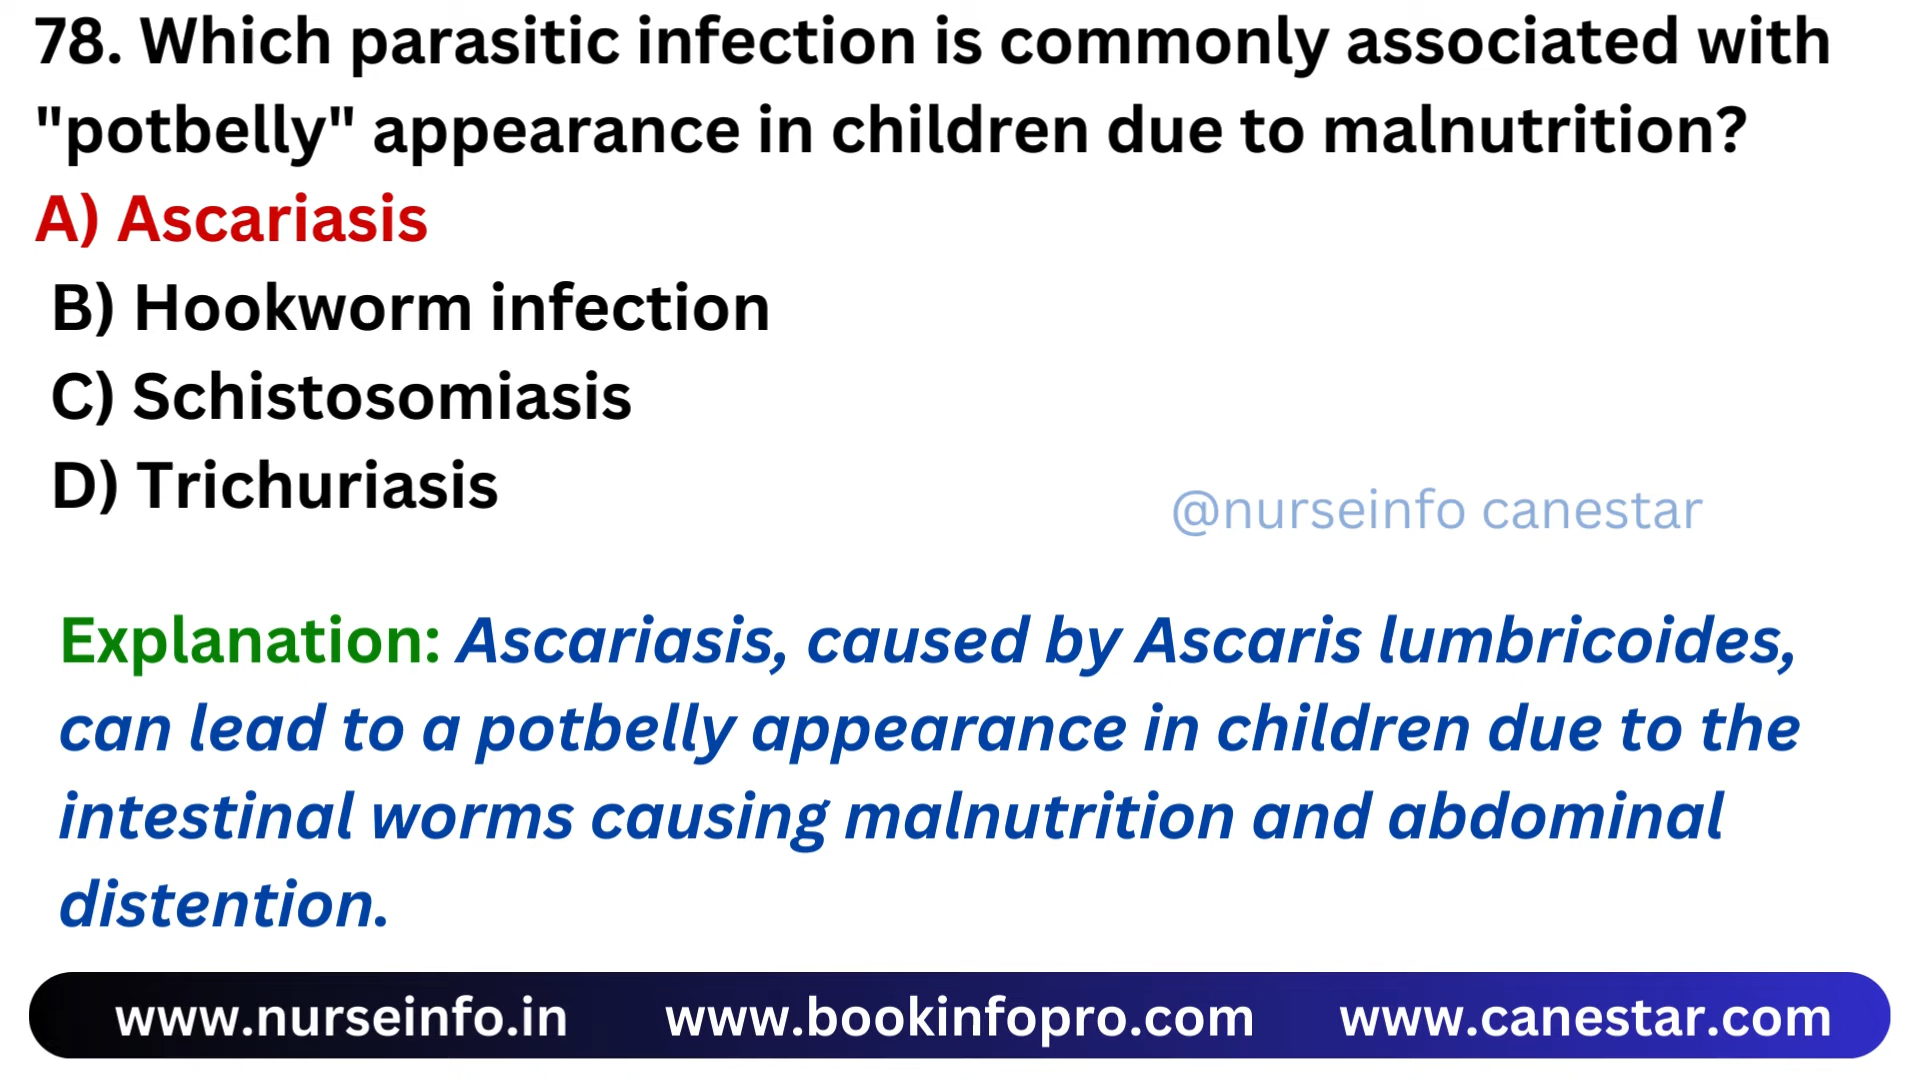 78. Which parasitic infection is commonly associated with
"potbelly" appearance in children due to malnutrition?
A) Ascariasis
B) Hookworm infection
C) Schistosomiasis
D) Trichuriasis
@nurseinfo canestar
Explanation: Ascariasis, caused by Ascaris lumbricoides,
can lead to a potbelly appearance in children due to the
intestinal worms causing malnutrition and abdominal
distention.
www.nurseinfo.in www.bookinfopro.com www.canestar.com